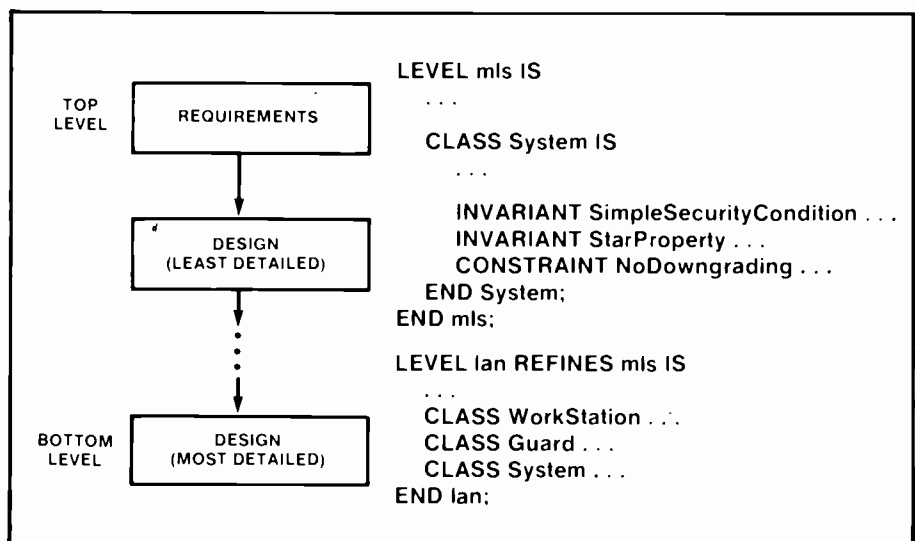 TOP
LEVEL
REQUIREMENTS
DESIGN
(LEAST DETAILED)
BOTTOM
LEVEL
DESIGN
(MOST DETAILED)
LEVEL mls IS
. . .
CLASS System IS
. . .
INVARIANT SimpleSecurityCondition . . .
INVARIANT StarProperty . . .
CONSTRAINT NoDowngrading . . .
END System;
END mls;
LEVEL lan REFINES mls IS
. . .
CLASS WorkStation . . .
CLASS Guard . . .
CLASS System . . .
END lan;